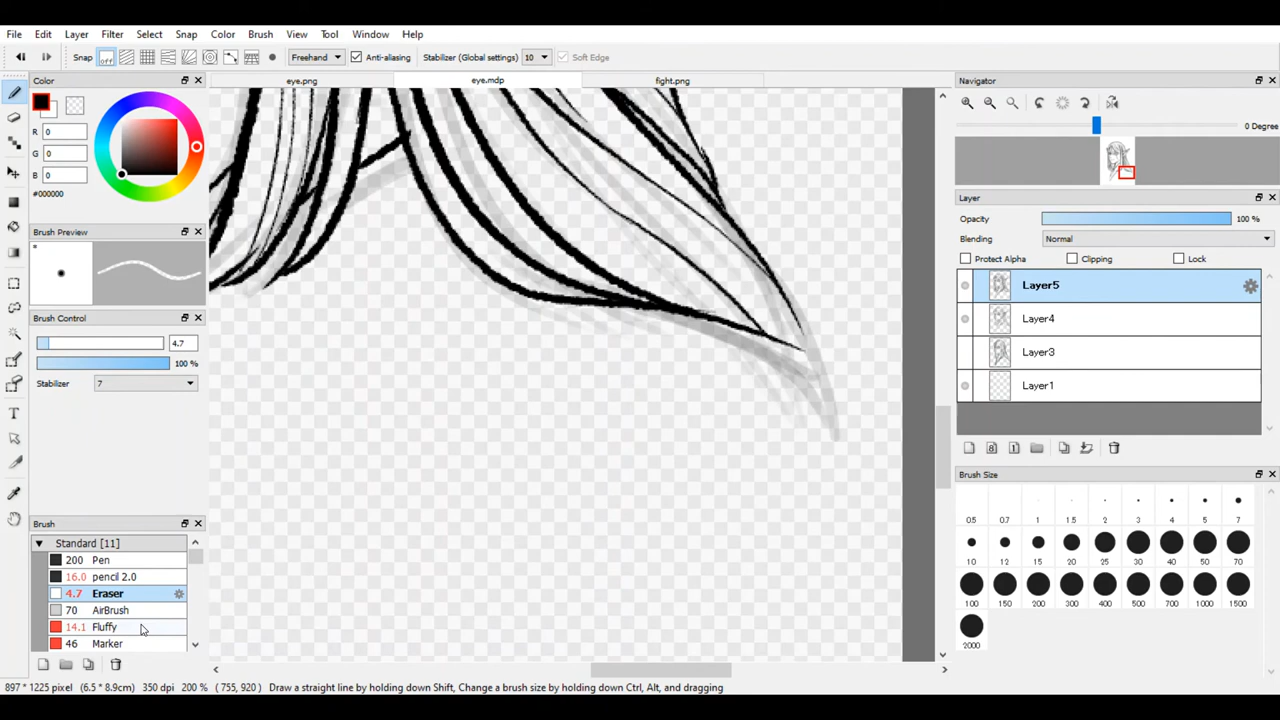 File Edit Layer Filter Select Snap Color Brush View Tool Window Help
Snap off Freehand Anti-aliasing Stabilizer (Global settings) 10 Soft Edge
Color
R 0
G 0
B 0
#000000
Brush Preview
*
Brush Control
4.7
100 %
Stabilizer 7
Brush
Standard [11]
200 Pen
16.0 pencil 2.0
4.7 Eraser
70 AirBrush
14.1 Fluffy
46 Marker
eye.png eye.mdp fight.png
Navigator
0 Degree
Layer
Opacity 100 %
Blending Normal
Protect Alpha Clipping Lock
Layer5
Layer4
Layer3
Layer1
8 1
Brush Size
0.5 0.7 1 1.5 2 3 4 5 7
10 12 15 20 25 30 40 50 70
100 150 200 300 400 500 700 1000 1500
2000
897 * 1225 pixel (6.5 * 8.9cm) 350 dpi 200 % ( 755, 920 ) Draw a straight line by holding down Shift, Change a brush size by holding down Ctrl, Alt, and dragging